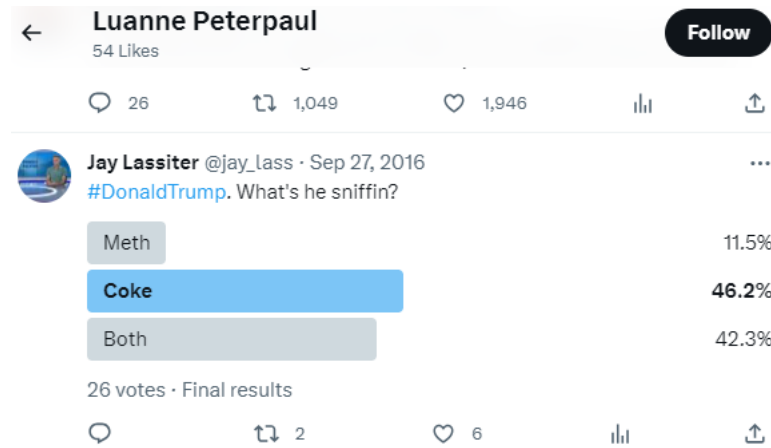 Luanne Peterpaul
54 Likes
Follow
26 1,049 1,946
Jay Lassiter @jay_lass · Sep 27, 2016
#DonaldTrump. What's he sniffin?
Meth 11.5%
Coke 46.2%
Both 42.3%
26 votes · Final results
2 6